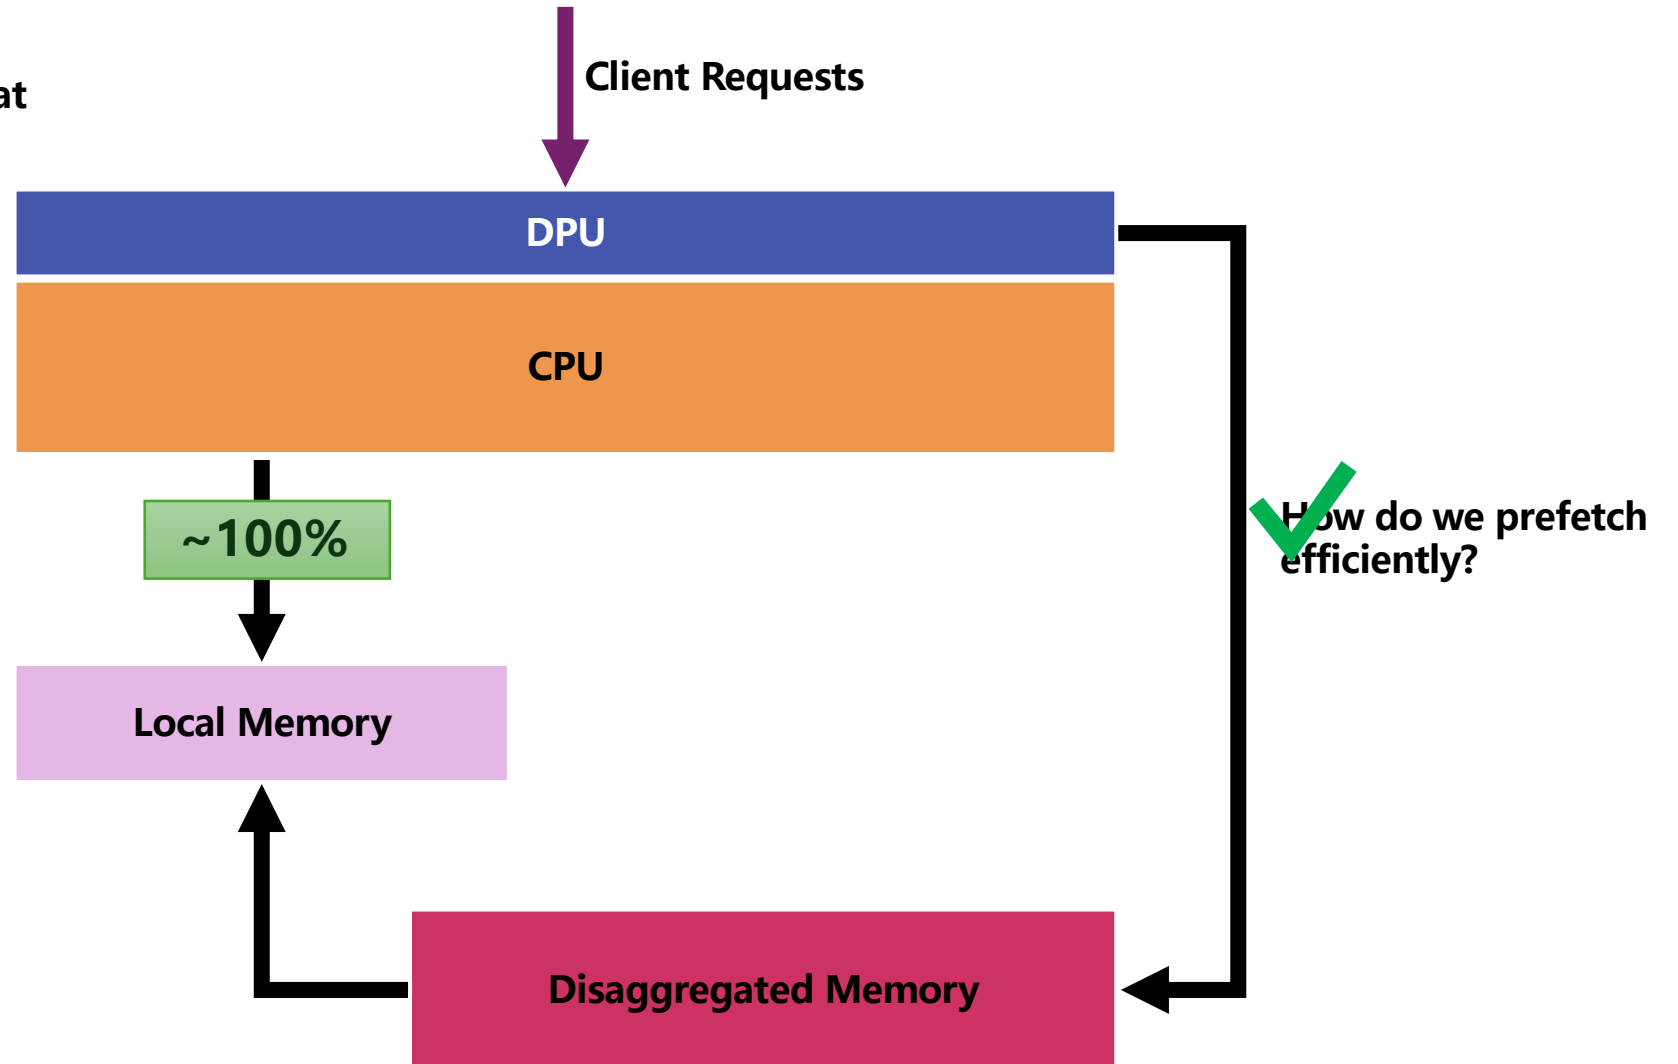 Client Requests
at
DPU
CPU
~100%
How do we prefetch
efficiently?
Local Memory
Disaggregated Memory